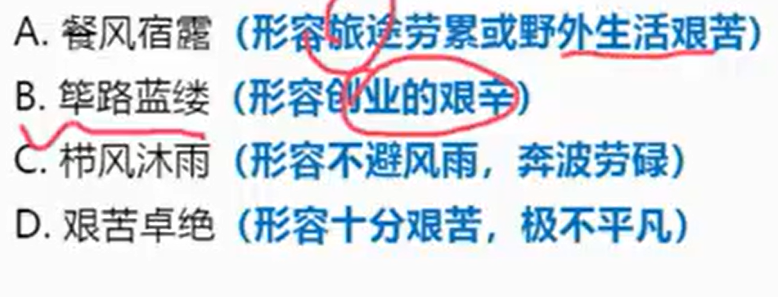 A. 餐风宿露（形容旅途劳累或野外生活艰苦）
B. 筚路蓝缕（形容创业的艰辛）
C. 栉风沐雨（形容不避风雨，奔波劳碌）
D. 艰苦卓绝（形容十分艰苦，极不平凡）